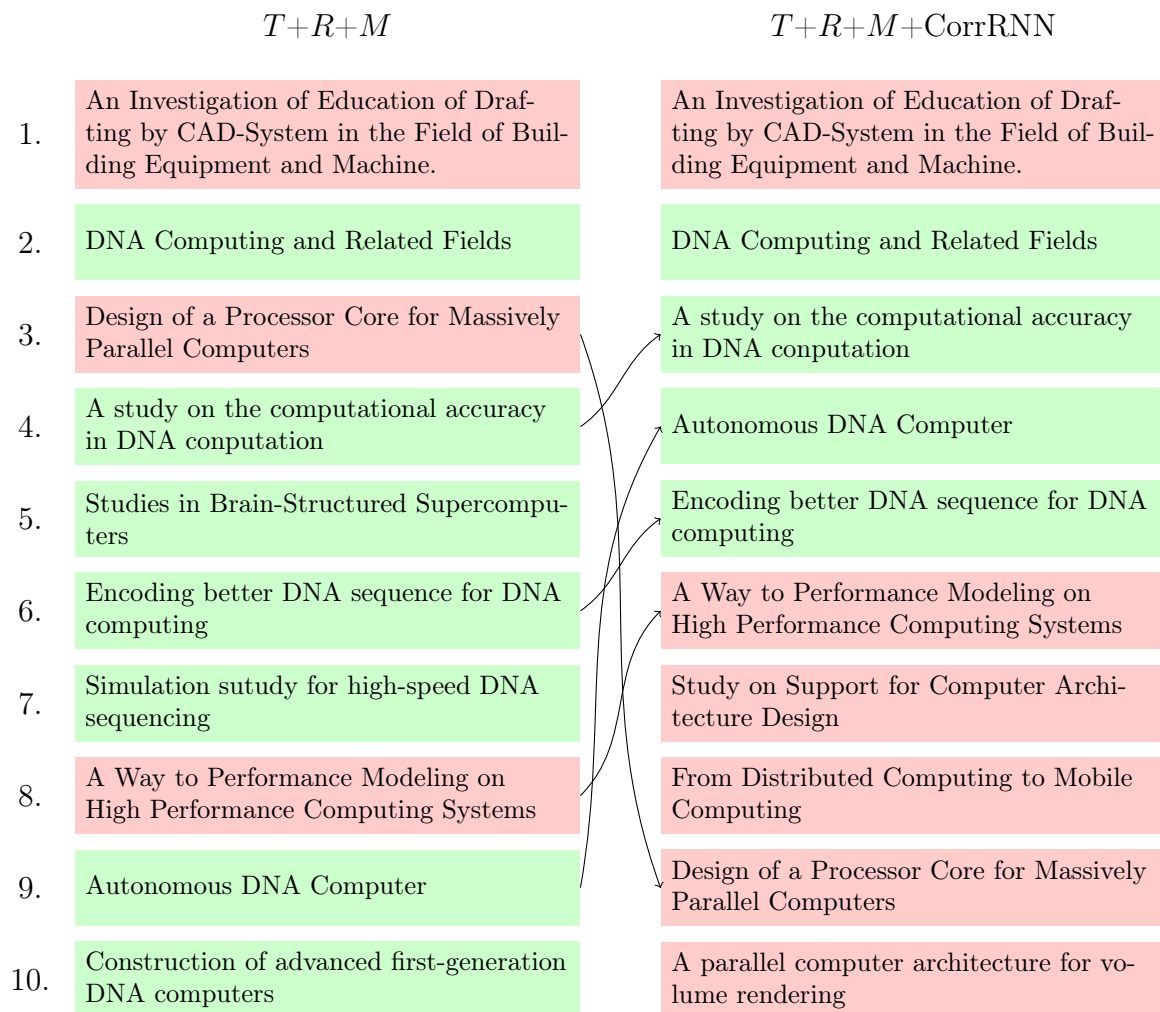 T+R+M
T+R+M+CorrRNN
1.
An Investigation of Education of Draf-
ting by CAD-System in the Field of Buil-
ding Equipment and Machine.
An Investigation of Education of Draf-
ting by CAD-System in the Field of Buil-
ding Equipment and Machine.
2.
DNA Computing and Related Fields
DNA Computing and Related Fields
3.
Design of a Processor Core for Massively
Parallel Computers
A study on the computational accuracy
in DNA conputation
4.
A study on the computational accuracy
in DNA conputation
Autonomous DNA Computer
5.
Studies in Brain-Structured Supercompu-
ters
Encoding better DNA sequence for DNA
computing
6.
Encoding better DNA sequence for DNA
computing
A Way to Performance Modeling on
High Performance Computing Systems
7.
Simulation sutudy for high-speed DNA
sequencing
Study on Support for Computer Archi-
tecture Design
8.
A Way to Performance Modeling on
High Performance Computing Systems
From Distributed Computing to Mobile
Computing
9.
Autonomous DNA Computer
Design of a Processor Core for Massively
Parallel Computers
10.
Construction of advanced first-generation
DNA computers
A parallel computer architecture for vo-
lume rendering